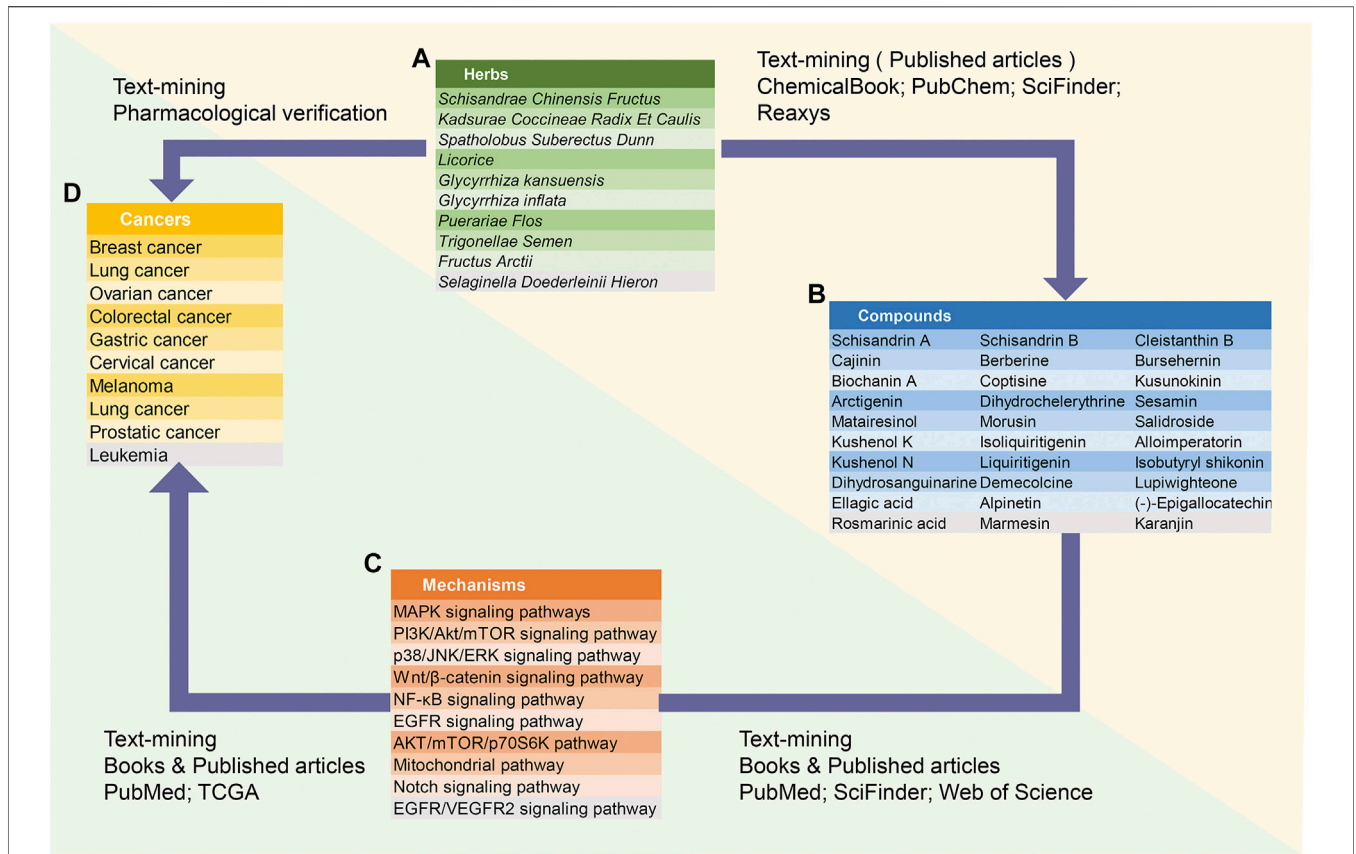 A
Herbs
Schisandrae Chinensis Fructus
Kadsurae Coccineae Radix Et Caulis
Spatholobus Suberectus Dunn
Licorice
Glycyrrhiza kansuensis
Glycyrrhiza inflata
Puerariae Flos
Trigonellae Semen
Fructus Arctii
Selaginella Doederleinii Hieron
Text-mining
Pharmacological verification
Text-mining ( Published articles )
ChemicalBook; PubChem; SciFinder;
Reaxys
D
Cancers
Breast cancer
Lung cancer
Ovarian cancer
Colorectal cancer
Gastric cancer
Cervical cancer
Melanoma
Lung cancer
Prostatic cancer
Leukemia
B
Compounds
Schisandrin A Schisandrin B Cleistanthin B
Cajinin Berberine Bursehernin
Biochanin A Coptisine Kusunokinin
Arctigenin Dihydrochelerythrine Sesamin
Matairesinol Morusin Salidroside
Kushenol K Isoliquiritigenin Alloimperatorin
Kushenol N Liquiritigenin Isobutyryl shikonin
Dihydrosanguinarine Demecolcine Lupiwighteone
Ellagic acid Alpinetin (-)-Epigallocatechin
Rosmarinic acid Marmesin Karanjin
C
Mechanisms
MAPK signaling pathways
PI3K/Akt/mTOR signaling pathway
p38/JNK/ERK signaling pathway
Wnt/β-catenin signaling pathway
NF-κB signaling pathway
EGFR signaling pathway
AKT/mTOR/p70S6K pathway
Mitochondrial pathway
Notch signaling pathway
EGFR/VEGFR2 signaling pathway
Text-mining
Books & Published articles
PubMed; TCGA
Text-mining
Books & Published articles
PubMed; SciFinder; Web of Science